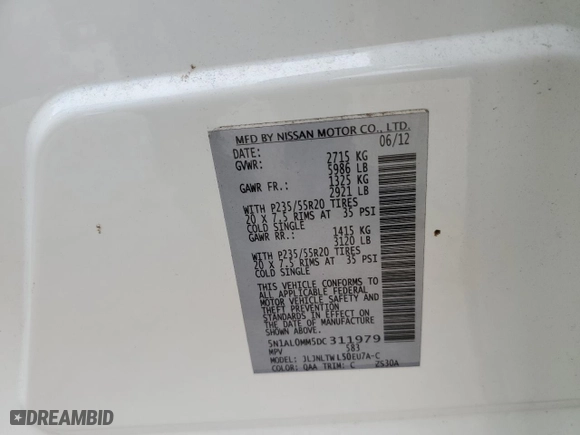 MFD BY NISSAN MOTOR CO., LTD.
DATE: 06/12
GVWR: 2715 KG
5986 LB
GAWR FR.: 1325 KG
2921 LB
WITH P235/55R20 TIRES
20 X 7.5 RIMS AT 35 PSI
COLD SINGLE
GAWR RR.: 1415 KG
3120 LB
WITH P235/55R20 TIRES
20 X 7.5 RIMS AT 35 PSI
COLD SINGLE
THIS VEHICLE CONFORMS TO
ALL APPLICABLE FEDERAL
MOTOR VEHICLE SAFETY AND
THEFT PREVENTION
STANDARDS IN EFFECT ON
THE DATE OF MANUFACTURE
SHOWN ABOVE.
5N1AL0MM5DC311979
MPV 583
MODEL: JLJNLTWL50EU7A-C
COLOR: QAA TRIM: C 2S30A
DREAMBID